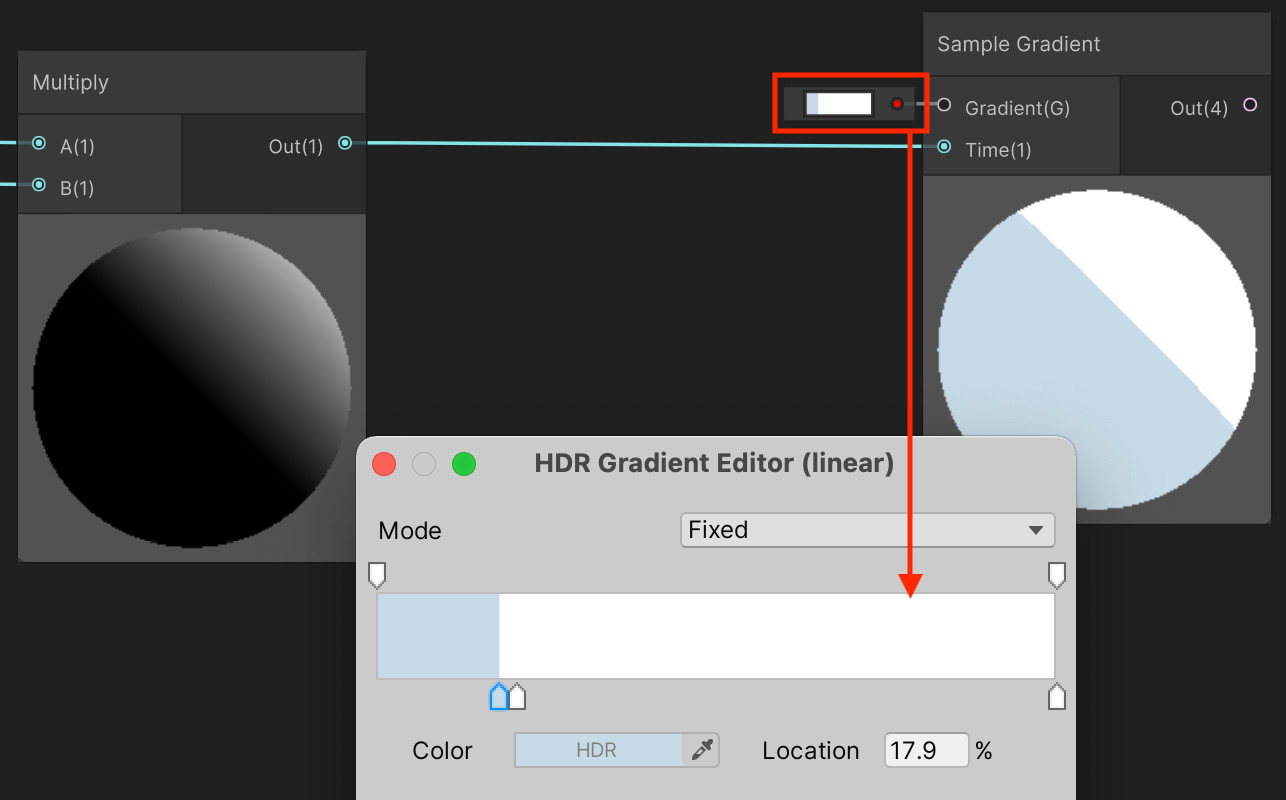 Multiply
A(1)
Out(1)
B(1)
Sample Gradient
Gradient(G)
Out(4)
Time(1)
HDR Gradient Editor (linear)
Mode
Fixed
Color
HDR
Location
17.9
%